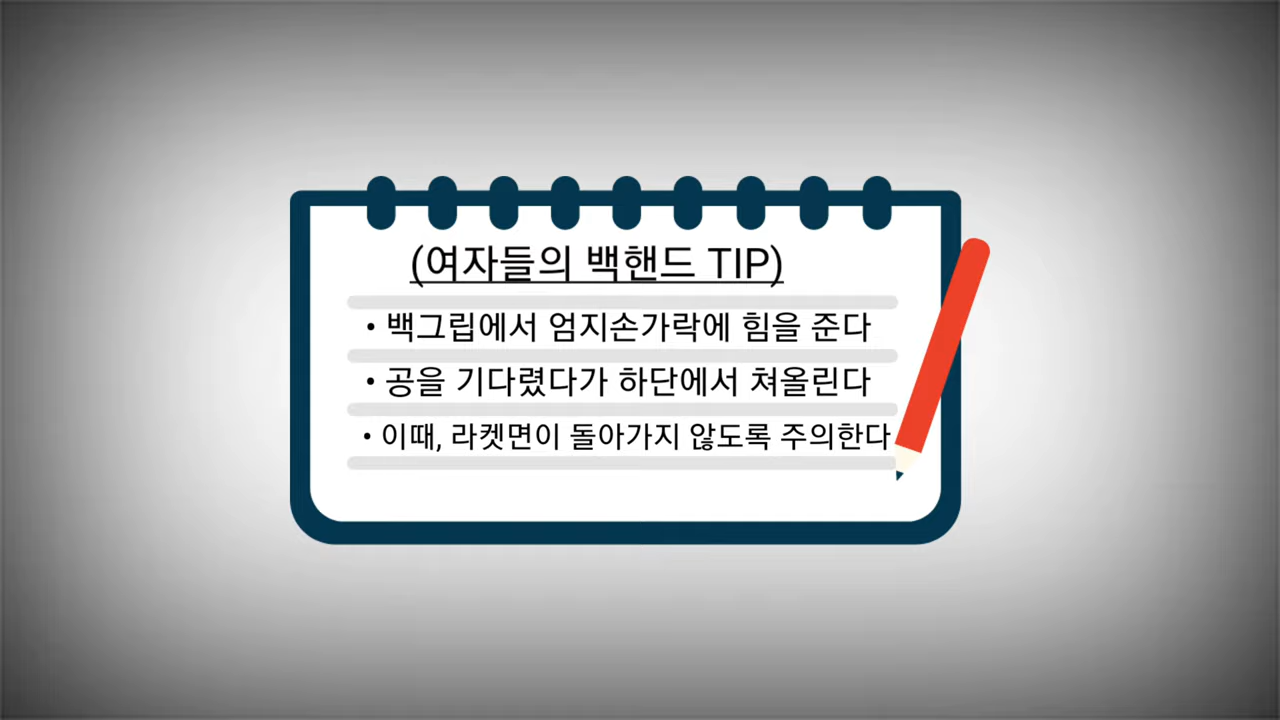 (여자들의 백핸드 TIP)
• 백그립에서 엄지손가락에 힘을 준다
• 공을 기다렸다가 하단에서 쳐올린다
• 이때, 라켓면이 돌아가지 않도록 주의한다